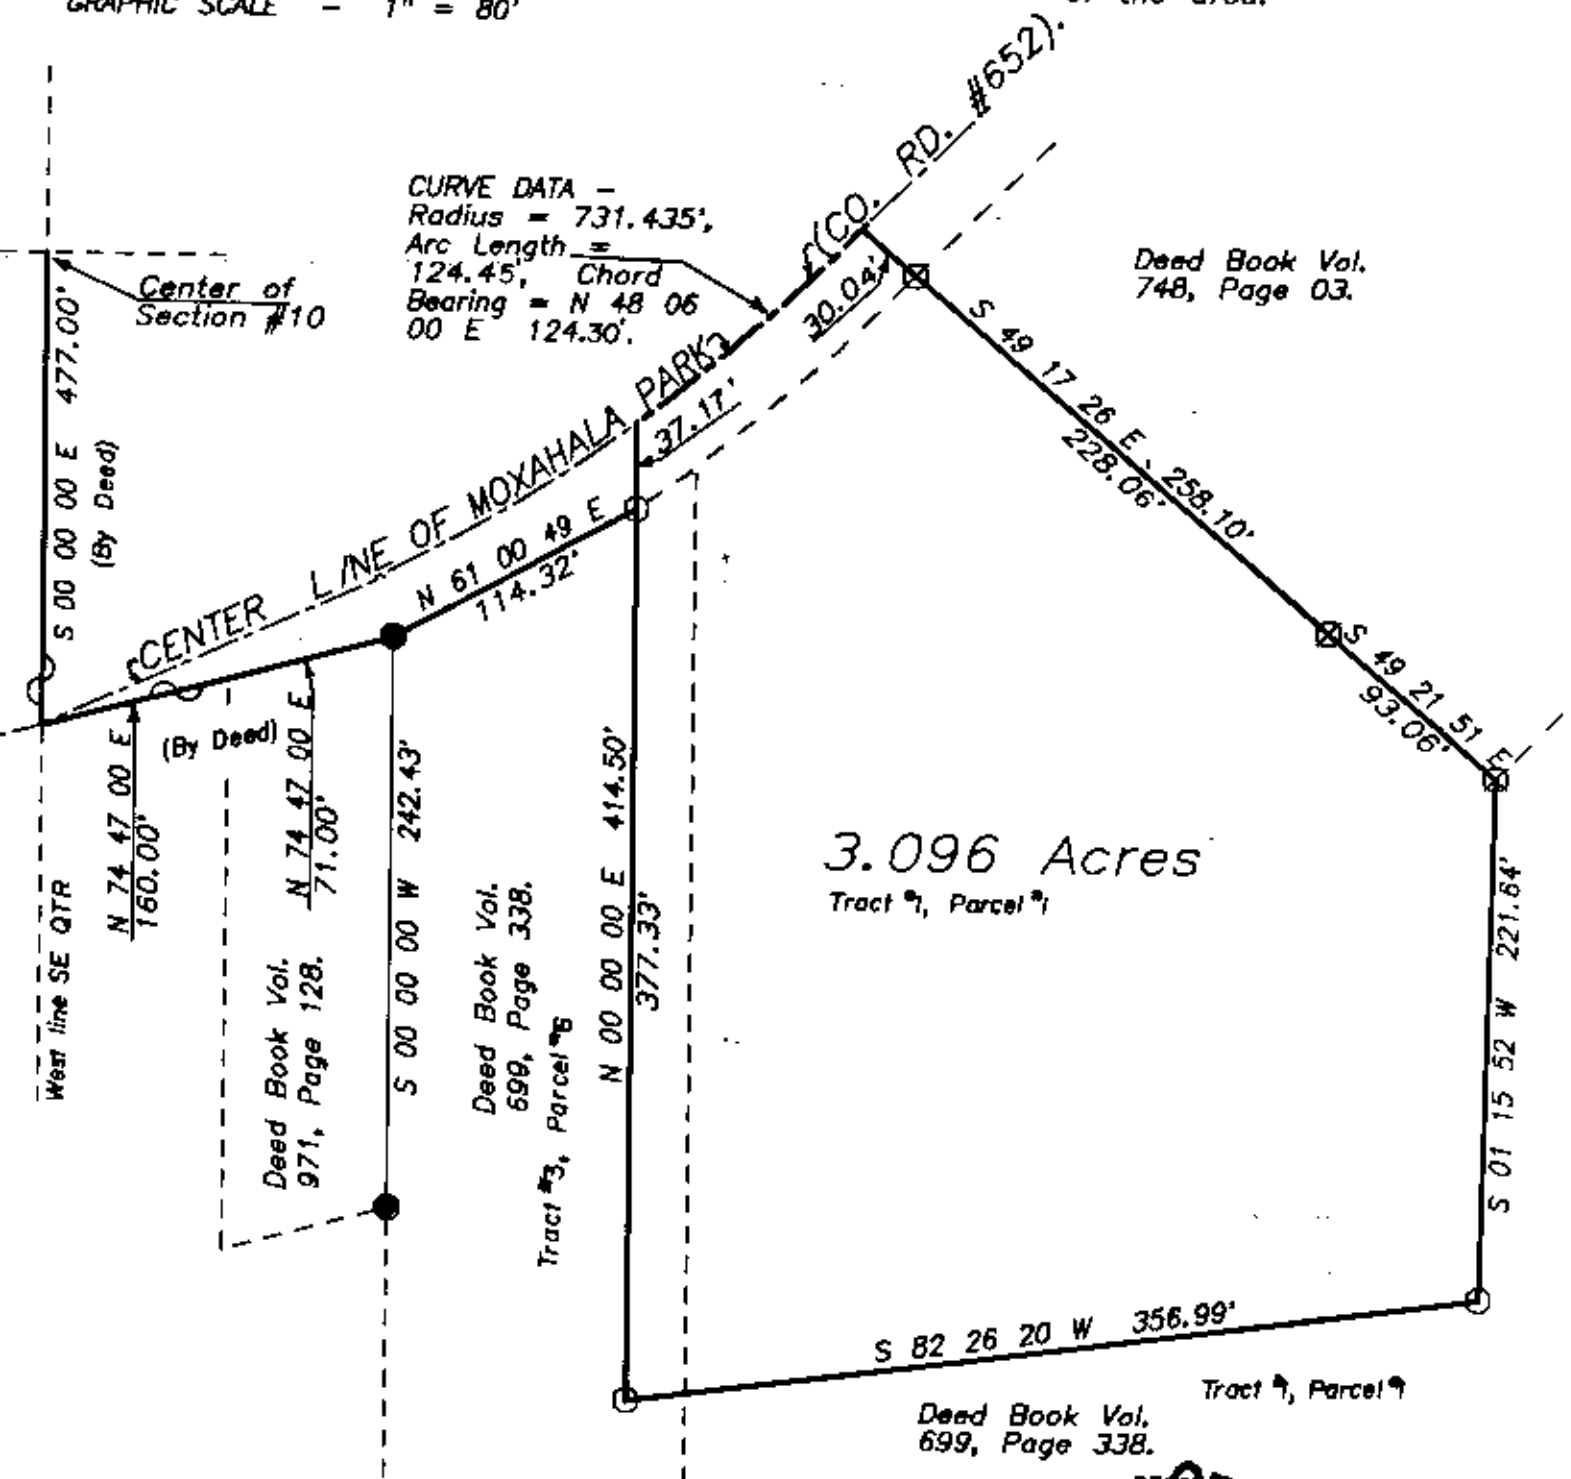 GRAPHIC SCALE - 1" = 80'
of the area.
CENTER LINE OF MOXAHALA PARK (CO. RD. #652).
CURVE DATA -
Radius = 731.435',
Arc Length =
124.45', Chord
Bearing = N 48 06
00 E 124.30'.
Center of
Section #10
S 00 00 00 E 477.00'
(By Deed)
Deed Book Vol.
748, Page 03.
30.04'
37.17'
S 49 17 26 E, 258.10'
228.06'
N 61 00 49 E
114.32'
S 49 21 51 E
93.06'
(By Deed)
N 74 47 00 E
160.00'
N 74 47 00 E
71.00'
S 00 00 00 W 242.43'
N 00 00 00 E 414.50'
377.33'
3.096 Acres
Tract #1, Parcel #1
West line SE QTR
Deed Book Vol.
971, Page 128.
Deed Book Vol.
699, Page 338.
Tract #3, Parcel #6
S 01 15 52 W 221.64'
S 82 26 20 W 356.99'
Tract #1, Parcel #1
Deed Book Vol.
699, Page 338.